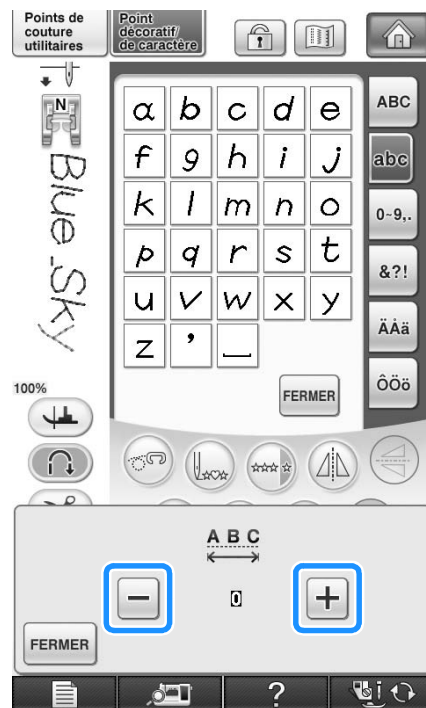 Points de
couture
utilitaires
Point
décoratif/
de caractère
N
Blue_Sky
a b c d e
f g h i j
k l m n o
p q r s t
u v w x y
z ' _
FERMER
ABC
abc
0~9,.
&?!
ÄÅä
ÔÖö
100%
A B C
− 0 +
FERMER
?